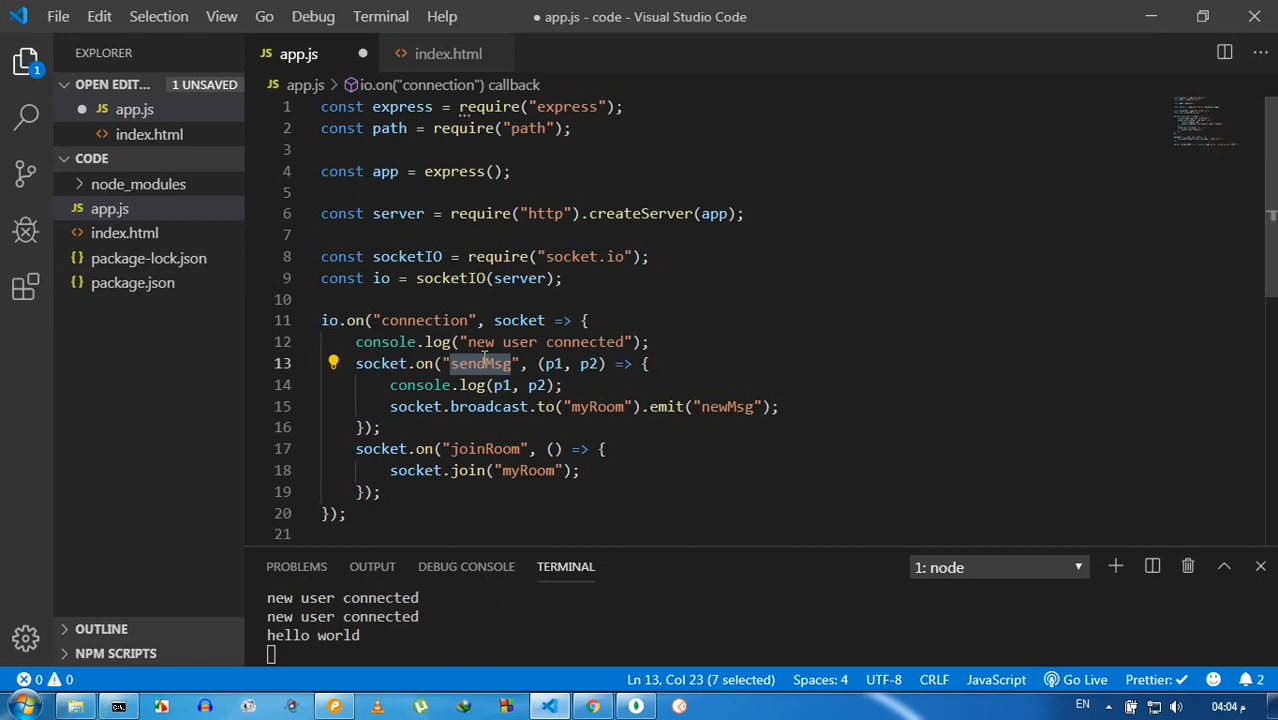 File Edit Selection View Go Debug Terminal Help
● app.js - code - Visual Studio Code
EXPLORER
OPEN EDIT... 1 UNSAVED
JS app.js
<> index.html
CODE
node_modules
JS app.js
<> index.html
{} package-lock.json
{} package.json
OUTLINE
NPM SCRIPTS
1
JS app.js ● <> index.html
JS app.js > io.on("connection") callback
1 const express = require("express");
2 const path = require("path");
3
4 const app = express();
5
6 const server = require("http").createServer(app);
7
8 const socketIO = require("socket.io");
9 const io = socketIO(server);
10
11 io.on("connection", socket => {
12 console.log("new user connected");
13 socket.on("sendMsg", (p1, p2) => {
14 console.log(p1, p2);
15 socket.broadcast.to("myRoom").emit("newMsg");
16 });
17 socket.on("joinRoom", () => {
18 socket.join("myRoom");
19 });
20 });
21
PROBLEMS OUTPUT DEBUG CONSOLE TERMINAL 1: node
new user connected
new user connected
hello world
0 0 Ln 13, Col 23 (7 selected) Spaces: 4 UTF-8 CRLF JavaScript Go Live Prettier: ✓ 2
EN 04:04 م